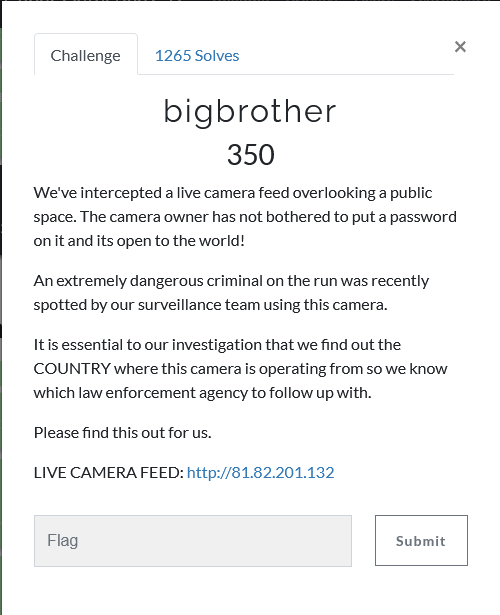 Challenge
1265 Solves
×
bigbrother
350
We've intercepted a live camera feed overlooking a public
space. The camera owner has not bothered to put a password
on it and its open to the world!
An extremely dangerous criminal on the run was recently
spotted by our surveillance team using this camera.
It is essential to our investigation that we find out the
COUNTRY where this camera is operating from so we know
which law enforcement agency to follow up with.
Please find this out for us.
LIVE CAMERA FEED: http://81.82.201.132
Flag
Submit